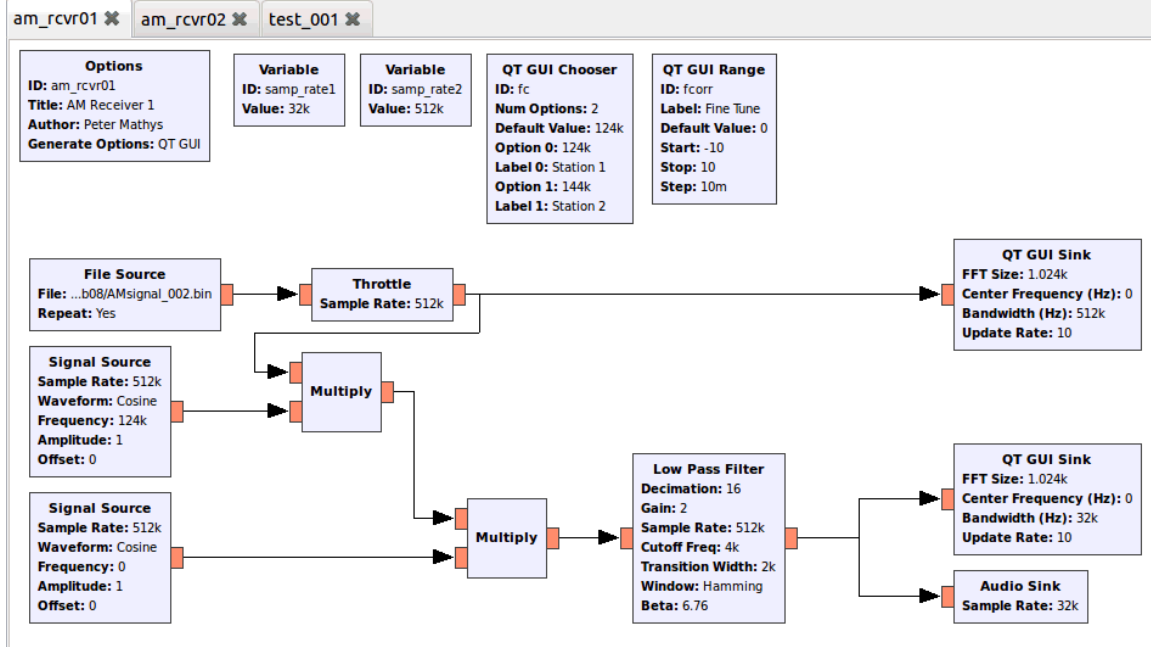 am_rcvr01 ✖ am_rcvr02 ✖ test_001 ✖
Options
ID: am_rcvr01
Title: AM Receiver 1
Author: Peter Mathys
Generate Options: QT GUI
Variable
ID: samp_rate1
Value: 32k
Variable
ID: samp_rate2
Value: 512k
QT GUI Chooser
ID: fc
Num Options: 2
Default Value: 124k
Option 0: 124k
Label 0: Station 1
Option 1: 144k
Label 1: Station 2
QT GUI Range
ID: fcorr
Label: Fine Tune
Default Value: 0
Start: -10
Stop: 10
Step: 10m
File Source
File: ...b08/AMsignal_002.bin
Repeat: Yes
Throttle
Sample Rate: 512k
QT GUI Sink
FFT Size: 1.024k
Center Frequency (Hz): 0
Bandwidth (Hz): 512k
Update Rate: 10
Signal Source
Sample Rate: 512k
Waveform: Cosine
Frequency: 124k
Amplitude: 1
Offset: 0
Multiply
Signal Source
Sample Rate: 512k
Waveform: Cosine
Frequency: 0
Amplitude: 1
Offset: 0
Multiply
Low Pass Filter
Decimation: 16
Gain: 2
Sample Rate: 512k
Cutoff Freq: 4k
Transition Width: 2k
Window: Hamming
Beta: 6.76
QT GUI Sink
FFT Size: 1.024k
Center Frequency (Hz): 0
Bandwidth (Hz): 32k
Update Rate: 10
Audio Sink
Sample Rate: 32k